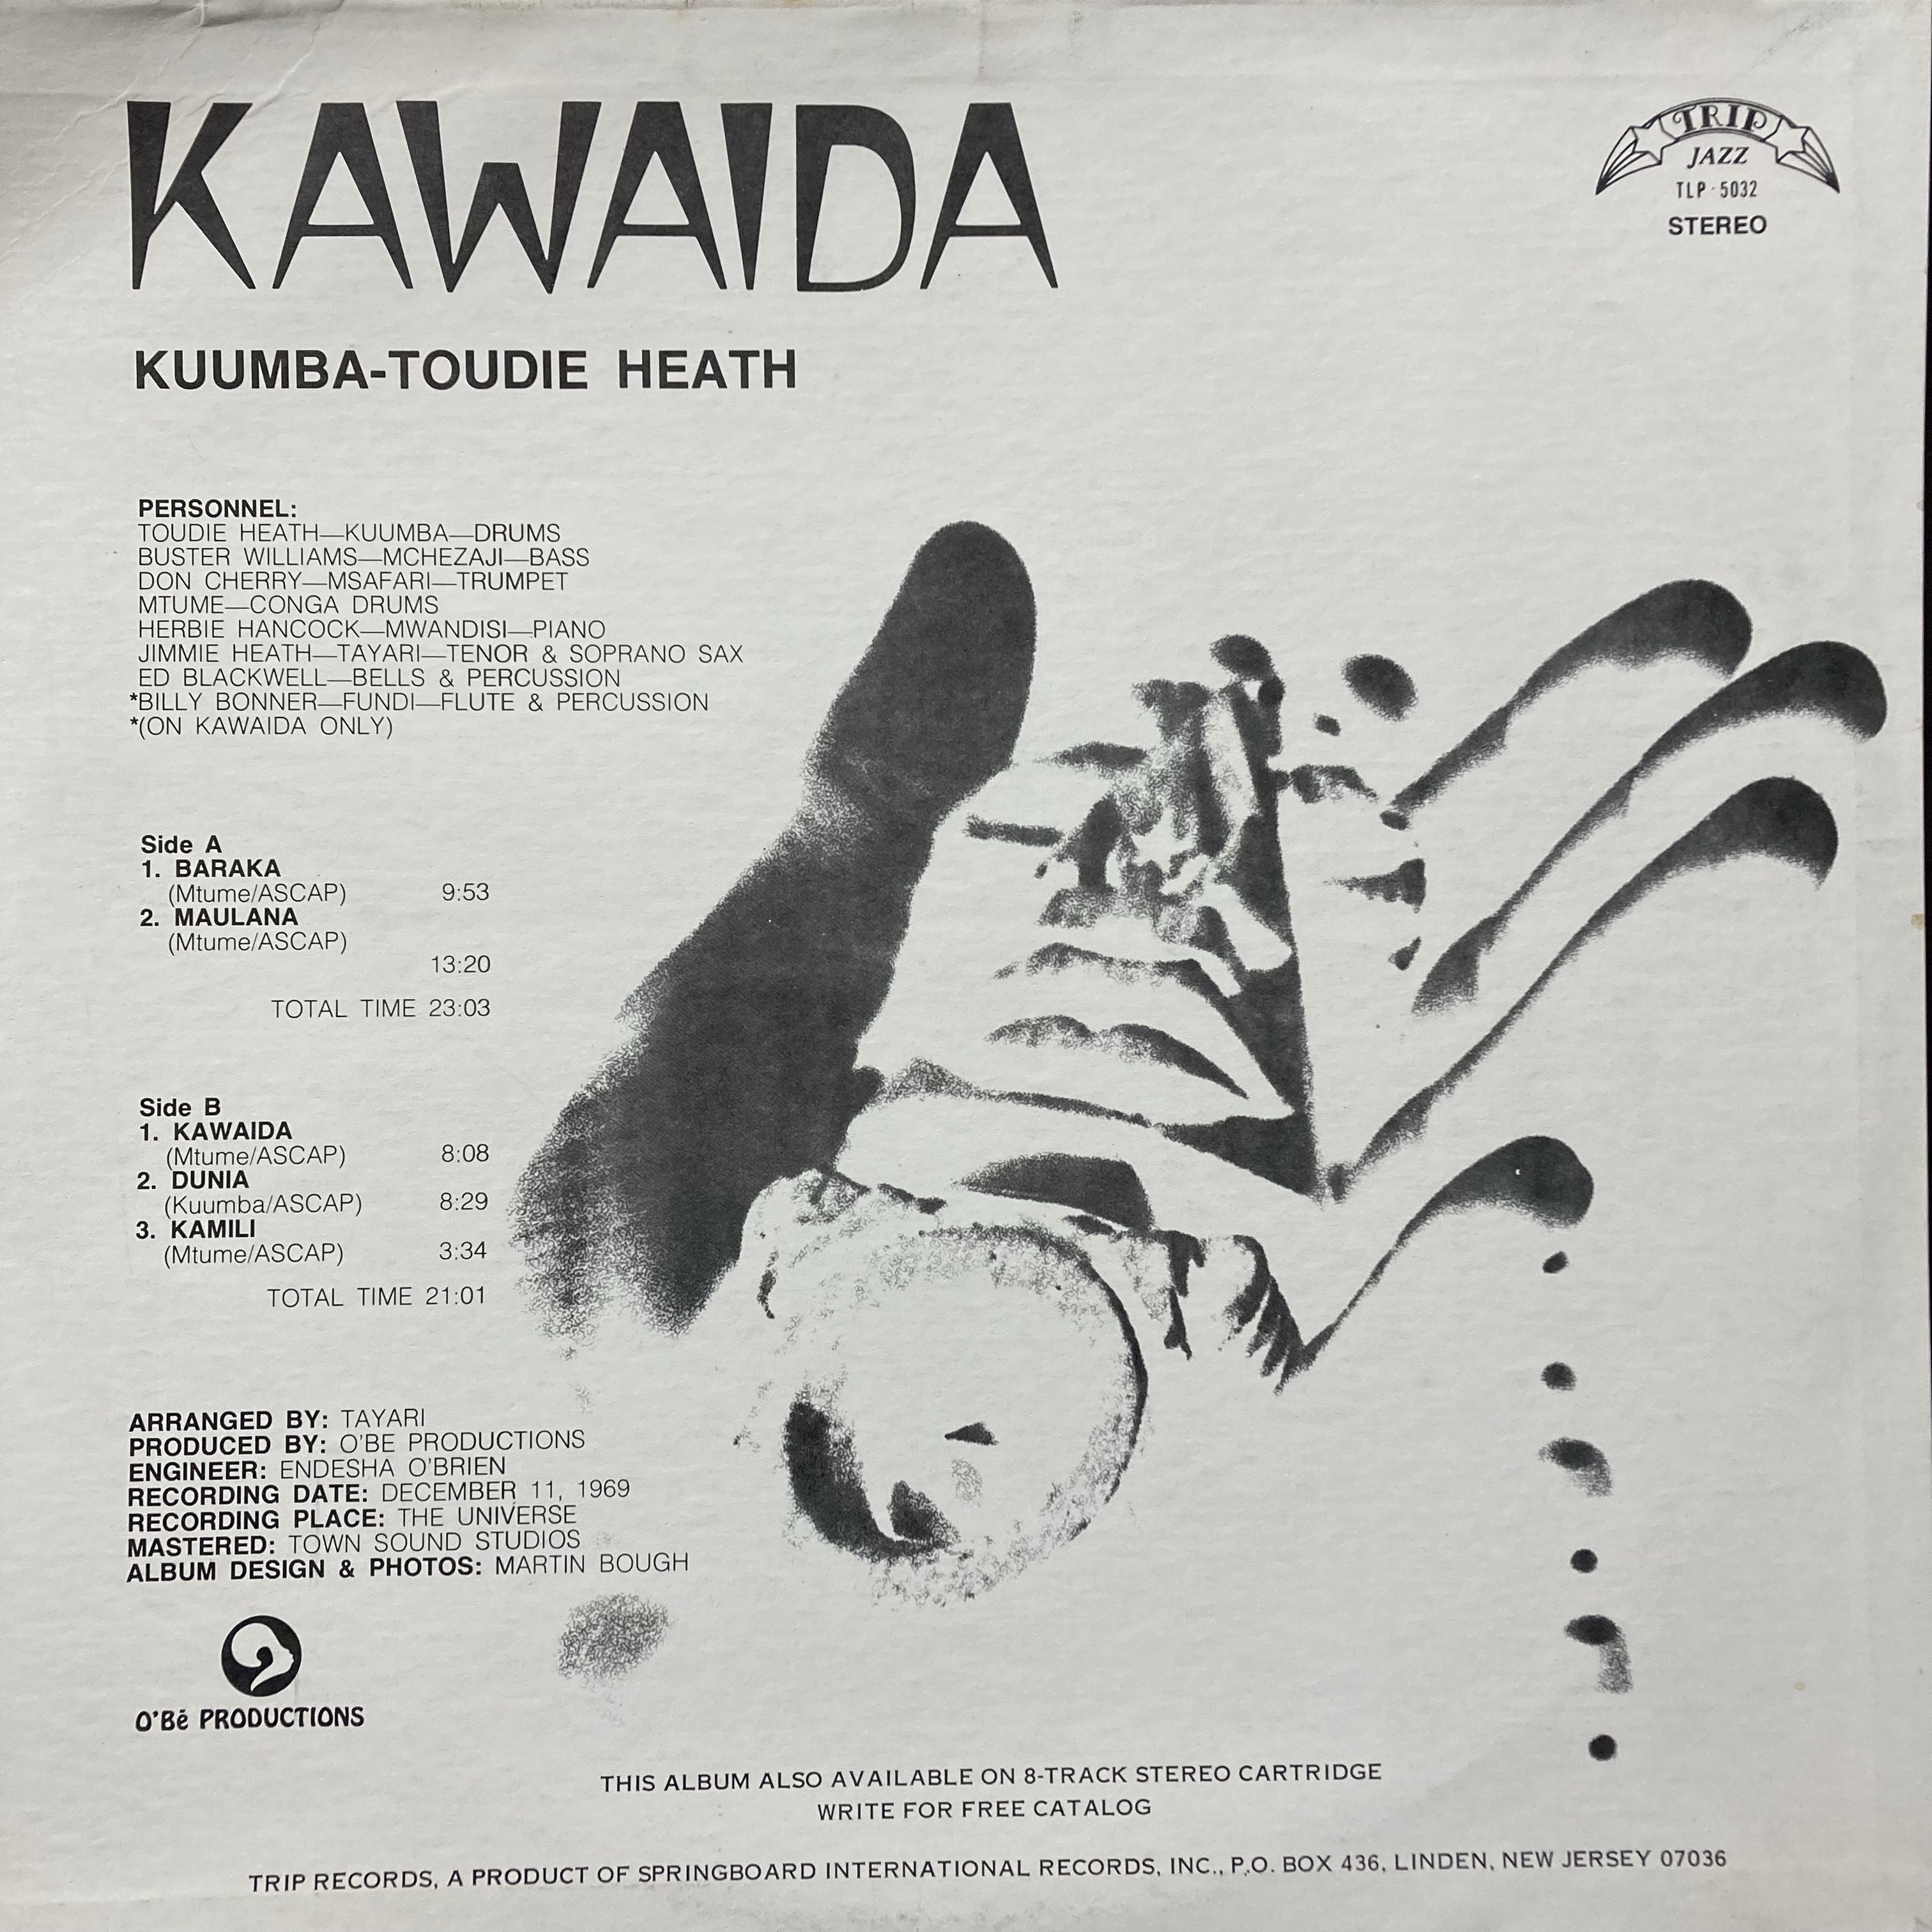 KAWAIDA
TRIP
JAZZ
TLP · 5032
STEREO
KUUMBA-TOUDIE HEATH
PERSONNEL:
TOUDIE HEATH—KUUMBA—DRUMS
BUSTER WILLIAMS—MCHEZAJI—BASS
DON CHERRY—MSAFARI—TRUMPET
MTUME—CONGA DRUMS
HERBIE HANCOCK—MWANDISI—PIANO
JIMMIE HEATH—TAYARI—TENOR & SOPRANO SAX
ED BLACKWELL—BELLS & PERCUSSION
*BILLY BONNER—FUNDI—FLUTE & PERCUSSION
*(ON KAWAIDA ONLY)
Side A
1. BARAKA
(Mtume/ASCAP) 9:53
2. MAULANA
(Mtume/ASCAP)
13:20
TOTAL TIME 23:03
Side B
1. KAWAIDA
(Mtume/ASCAP) 8:08
2. DUNIA
(Kuumba/ASCAP) 8:29
3. KAMILI
(Mtume/ASCAP) 3:34
TOTAL TIME 21:01
ARRANGED BY: TAYARI
PRODUCED BY: O'BE PRODUCTIONS
ENGINEER: ENDESHA O'BRIEN
RECORDING DATE: DECEMBER 11, 1969
RECORDING PLACE: THE UNIVERSE
MASTERED: TOWN SOUND STUDIOS
ALBUM DESIGN & PHOTOS: MARTIN BOUGH
O'Bé PRODUCTIONS
THIS ALBUM ALSO AVAILABLE ON 8-TRACK STEREO CARTRIDGE
WRITE FOR FREE CATALOG
TRIP RECORDS, A PRODUCT OF SPRINGBOARD INTERNATIONAL RECORDS, INC., P.O. BOX 436, LINDEN, NEW JERSEY 07036